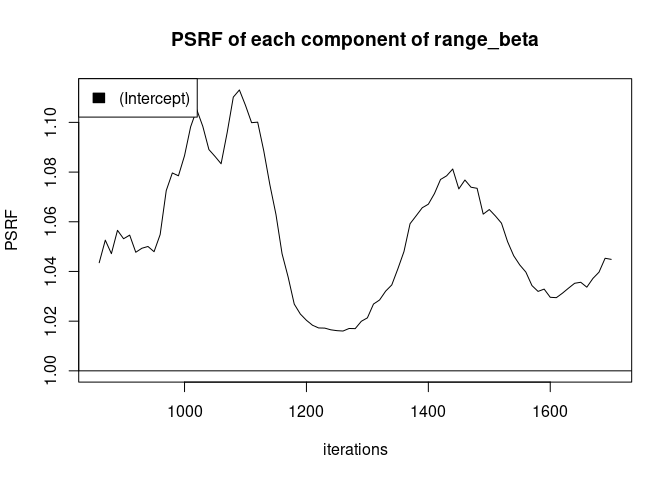 PSRF of each component of range_beta
(Intercept)
PSRF
1.10
1.08
1.06
1.04
1.02
1.00
1000 1200 1400 1600
iterations